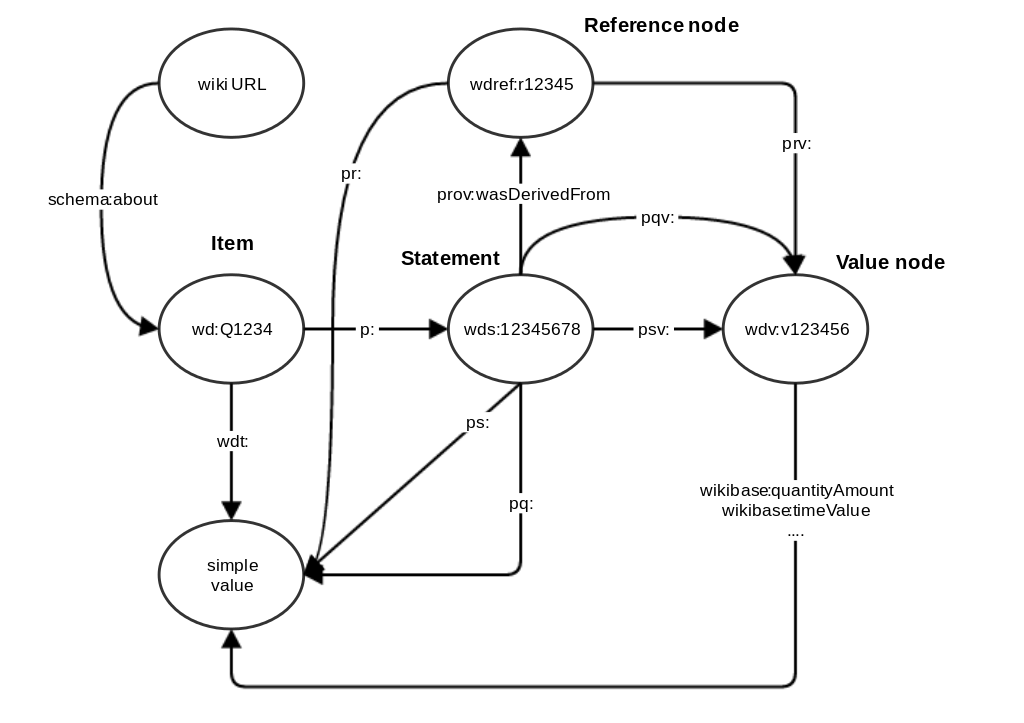 Reference node
wiki URL
wdref:r12345
prv:
pr:
prov:wasDerivedFrom
schema:about
pqv:
Item
Statement
Value node
wd:Q1234
p:
wds:12345678
psv:
wdv:v123456
ps:
wdt:
wikibase:quantityAmount
pq:
wikibase:timeValue
....
simple
value